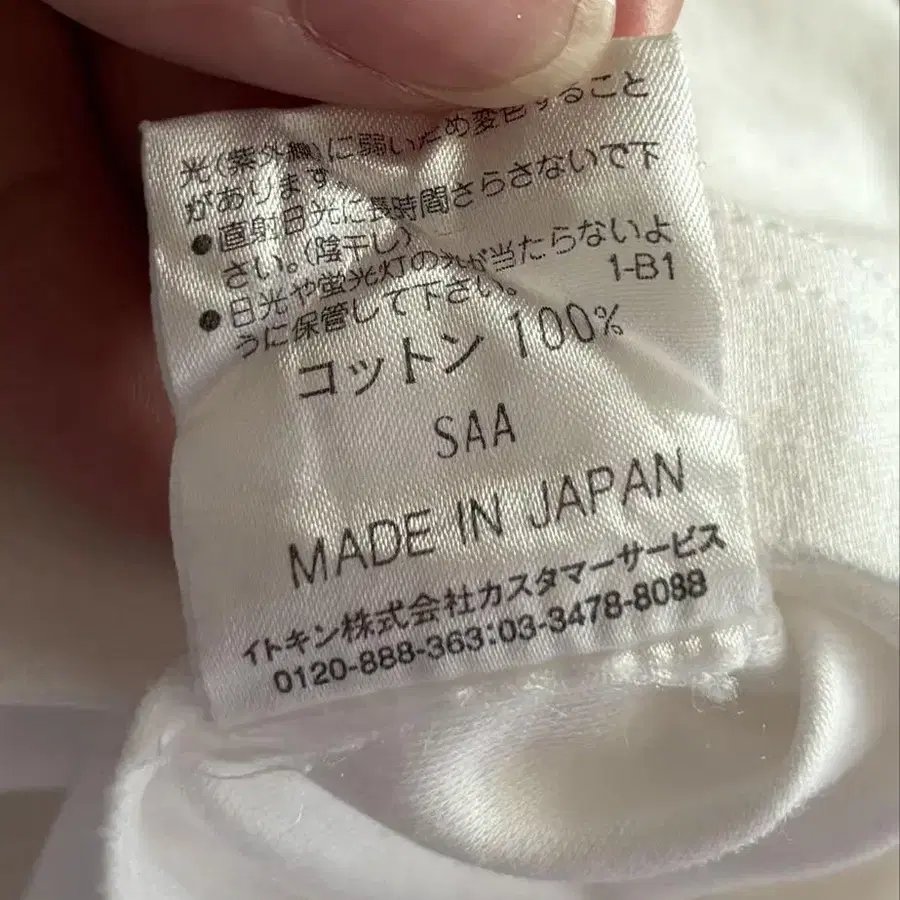 光(紫外線)に弱いため変色すること
があります。
●直射日光に長時間さらさないで下
さい。(陰干し)
●日光や蛍光灯の光が当たらないよ
うに保管して下さい。 1-B1
コットン 100%
SAA
MADE IN JAPAN
イトキン株式会社カスタマーサービス
0120-888-363:03-3478-8088